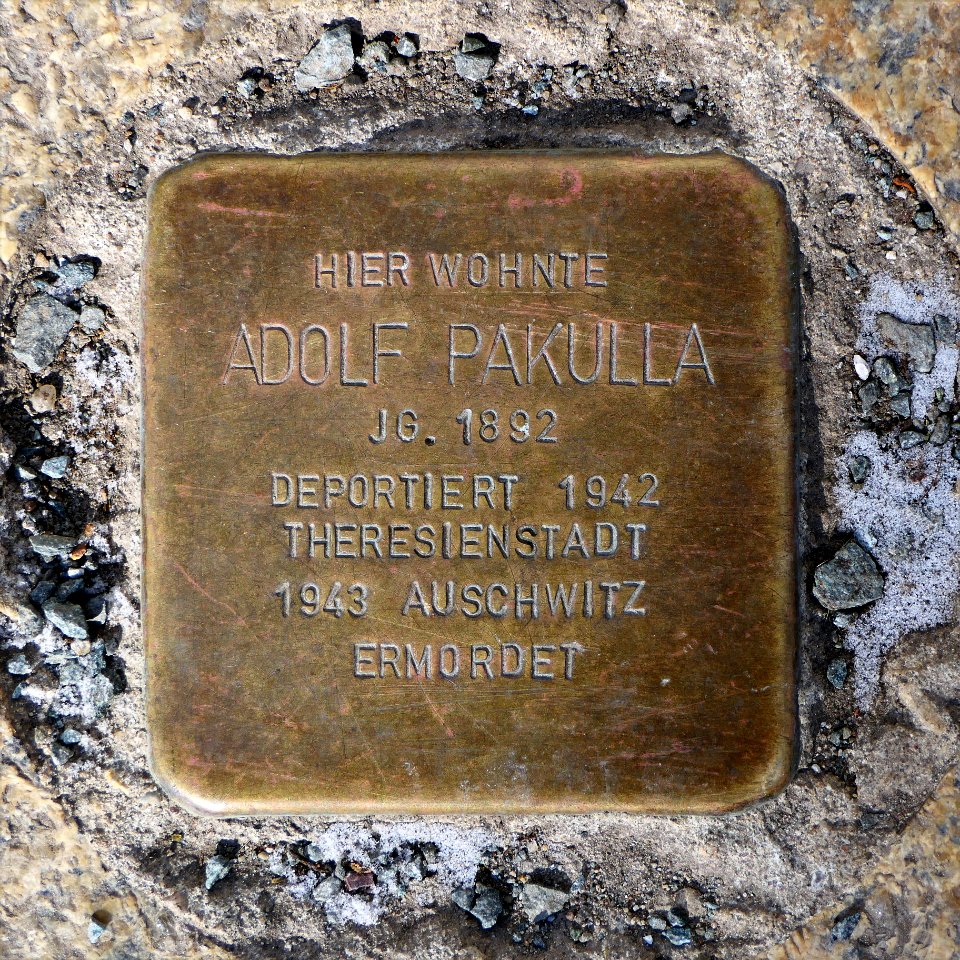 HIER WOHNTE
ADOLF PAKULLA
JG. 1892
DEPORTIERT 1942
THERESIENSTADT
1943 AUSCHWITZ
ERMORDET